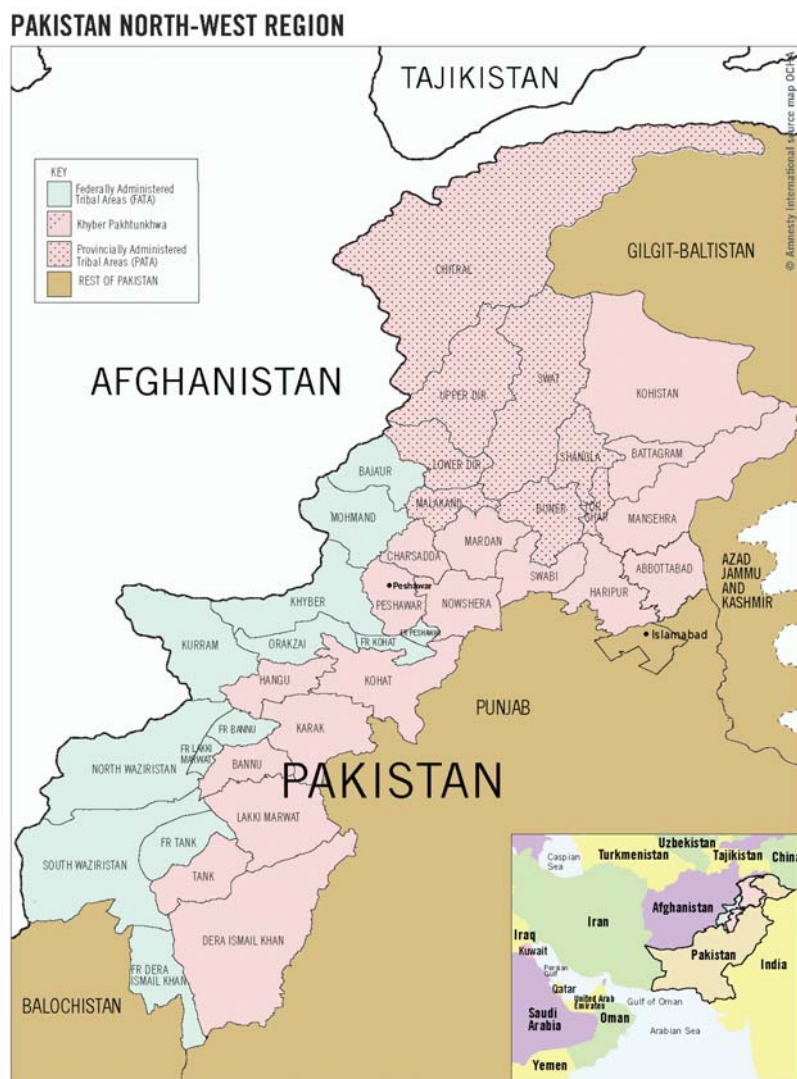 PAKISTAN NORTH-WEST REGION
TAJIKISTAN
© Amnesty International source map OCHA
KEY
Federally Administered
Tribal Areas (FATA)
Khyber Pakhtunkhwa
Provincially Administered
Tribal Areas (PATA)
REST OF PAKISTAN
GILGIT-BALTISTAN
CHITRAL
AFGHANISTAN
UPPER DIR
SWAT
KOHISTAN
BAJAUR
LOWER DIR
SHANGLA
BATTAGRAM
MOHMAND
MALAKAND
BUNER
TOR
GHAR
MANSEHRA
CHARSADDA
MARDAN
SWABI
HARIPUR
ABBOTTABAD
AZAD
JAMMU
AND
KASHMIR
Peshawar
PESHAWAR
NOWSHERA
KHYBER
FR PESHAWAR
Islamabad
KURRAM
ORAKZAI
FR KOHAT
HANGU
KOHAT
PUNJAB
FR BANNU
KARAK
FR LAKKI
MARWAT
NORTH WAZIRISTAN
BANNU
PAKISTAN
LAKKI MARWAT
FR TANK
SOUTH WAZIRISTAN
TANK
DERA ISMAIL KHAN
FR DERA
ISMAIL KHAN
BALOCHISTAN
Caspian
Sea
Uzbekistan
Turkmenistan
Tajikistan
China
Afghanistan
Iran
Iraq
Kuwait
Pakistan
India
Persian
Gulf
Qatar
United Arab
Emirates
Gulf of Oman
Saudi
Arabia
Oman
Arabian Sea
Yemen